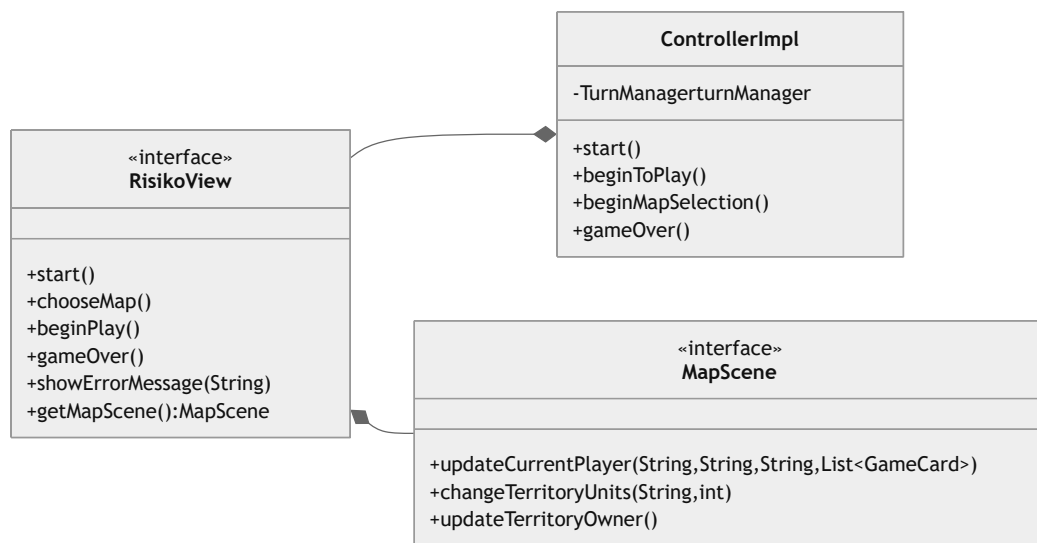 ControllerImpl
-TurnManagerturnManager
+start()
+beginToPlay()
+beginMapSelection()
+gameOver()
«interface»
RisikoView
+start()
+chooseMap()
+beginPlay()
+gameOver()
+showErrorMessage(String)
+getMapScene():MapScene
«interface»
MapScene
+updateCurrentPlayer(String,String,String,List<GameCard>)
+changeTerritoryUnits(String,int)
+updateTerritoryOwner()